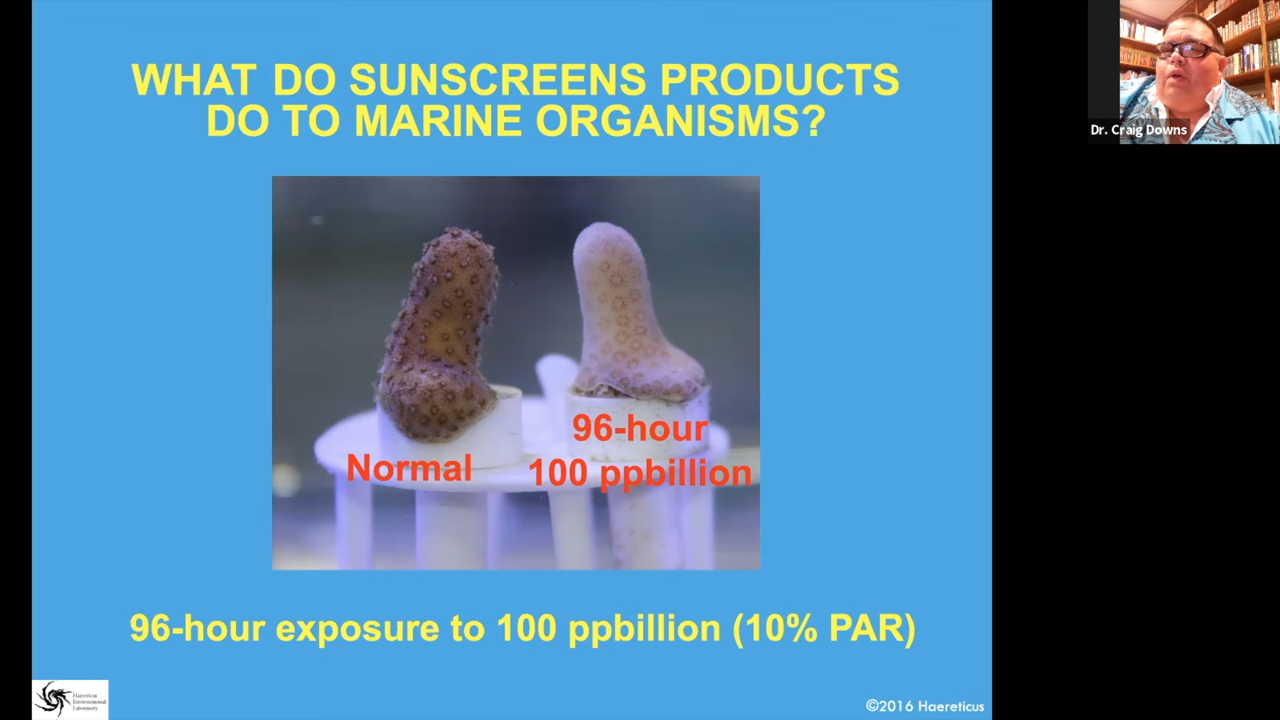 WHAT DO SUNSCREENS PRODUCTS
DO TO MARINE ORGANISMS?
Dr. Craig Downs
Normal
96-hour
100 ppbillion
96-hour exposure to 100 ppbillion (10% PAR)
Haereticus
Environmental
Laboratory
©2016 Haereticus